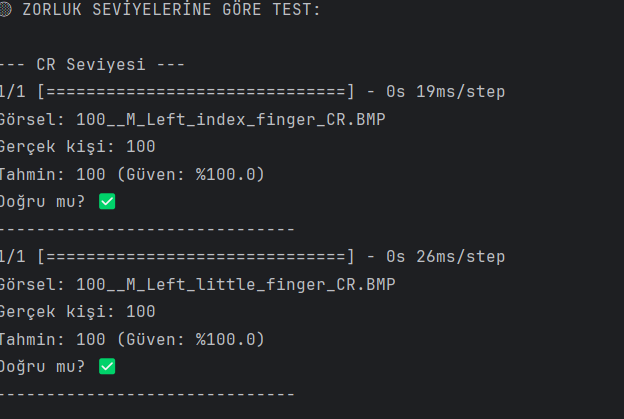 ZORLUK SEVİYELERİNE GÖRE TEST:
--- CR Seviyesi ---
1/1 [==============================] - 0s 19ms/step
Görsel: 100__M_Left_index_finger_CR.BMP
Gerçek kişi: 100
Tahmin: 100 (Güven: %100.0)
Doğru mu? ✅
------------------------------
1/1 [==============================] - 0s 26ms/step
Görsel: 100__M_Left_little_finger_CR.BMP
Gerçek kişi: 100
Tahmin: 100 (Güven: %100.0)
Doğru mu? ✅
------------------------------